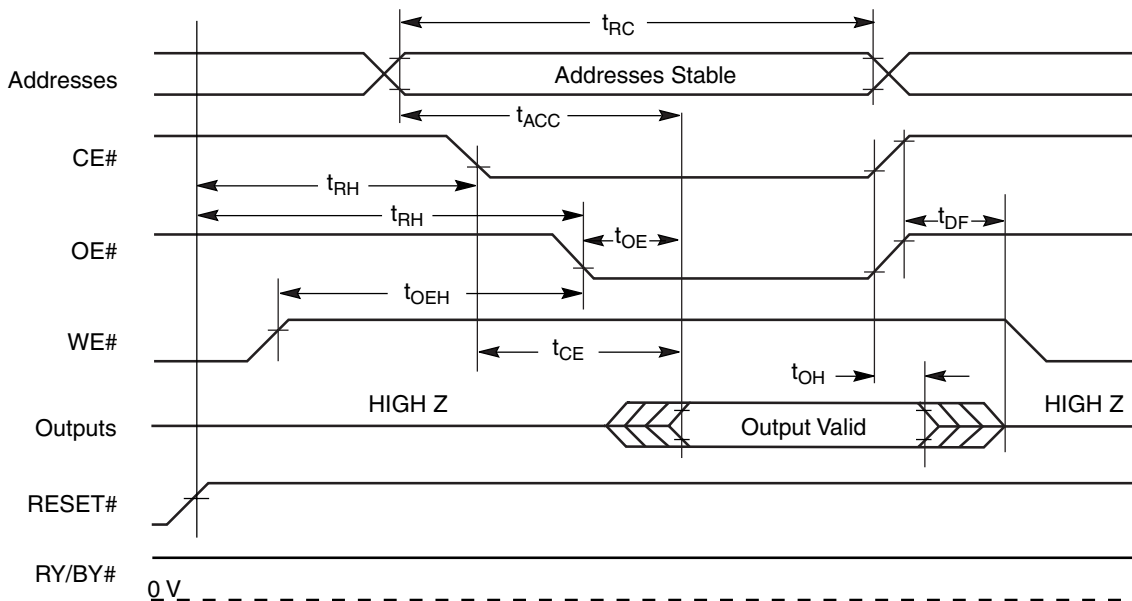 tRC
Addresses
Addresses Stable
tACC
CE#
tRH
tRH
tDF
OE#
tOE
tOEH
WE#
tCE
tOH
HIGH Z
HIGH Z
Outputs
Output Valid
RESET#
RY/BY#
0 V